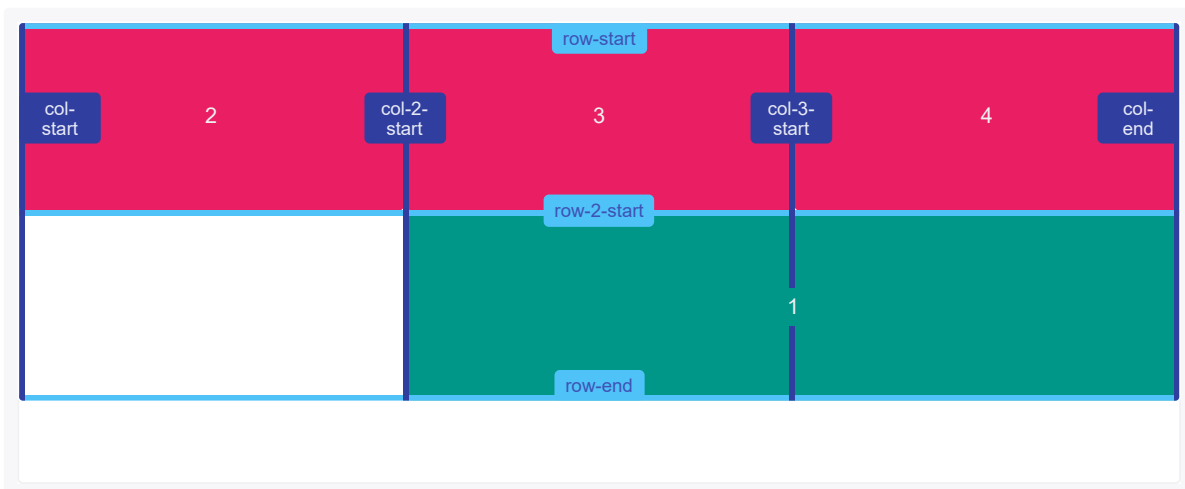 row-start
col-
start
2
col-2-
start
3
col-3-
start
4
col-
end
row-2-start
1
row-end